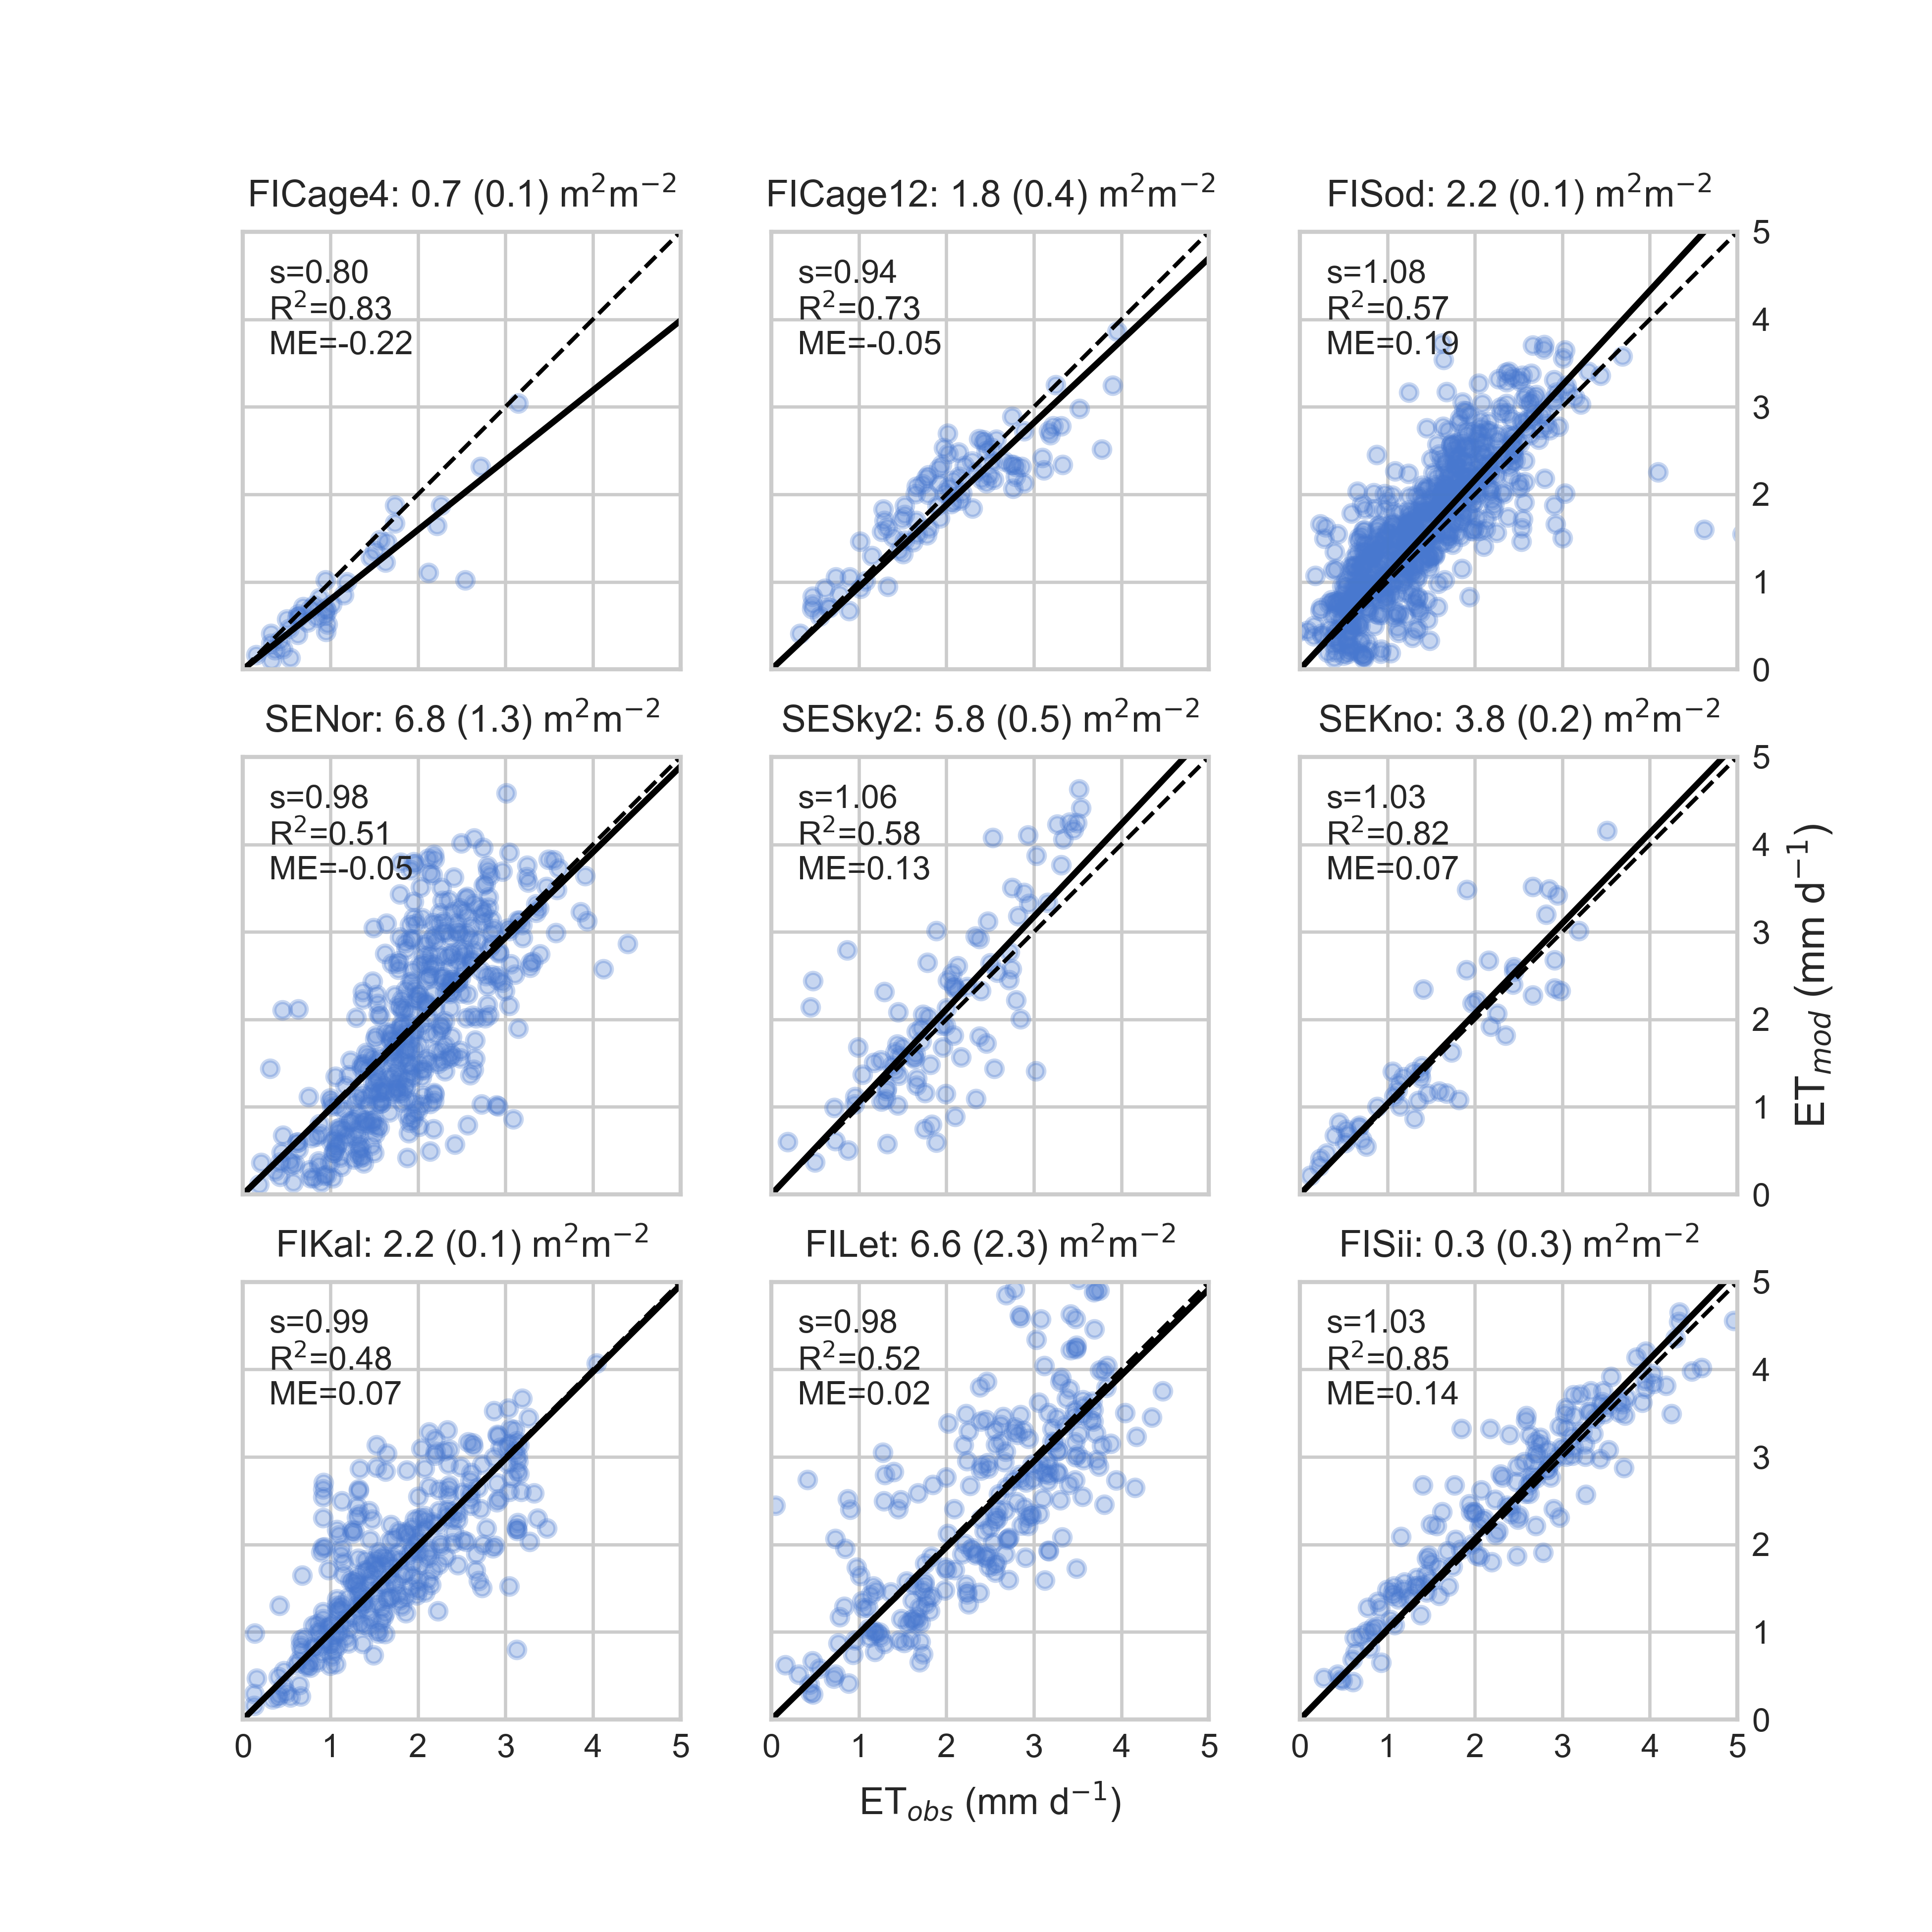 FICage4: 0.7 (0.1) m²m⁻²
s=0.80
R²=0.83
ME=-0.22
FICage12: 1.8 (0.4) m²m⁻²
s=0.94
R²=0.73
ME=-0.05
FISod: 2.2 (0.1) m²m⁻²
s=1.08
R²=0.57
ME=0.19
5
4
3
2
1
0
SENor: 6.8 (1.3) m²m⁻²
s=0.98
R²=0.51
ME=-0.05
SESky2: 5.8 (0.5) m²m⁻²
s=1.06
R²=0.58
ME=0.13
SEKno: 3.8 (0.2) m²m⁻²
s=1.03
R²=0.82
ME=0.07
5
4
3
2
1
0
ET_mod (mm d⁻¹)
FIKal: 2.2 (0.1) m²m⁻²
s=0.99
R²=0.48
ME=0.07
0 1 2 3 4 5
FILet: 6.6 (2.3) m²m⁻²
s=0.98
R²=0.52
ME=0.02
0 1 2 3 4 5
FISii: 0.3 (0.3) m²m⁻²
s=1.03
R²=0.85
ME=0.14
5
4
3
2
1
0
0 1 2 3 4 5
ET_obs (mm d⁻¹)